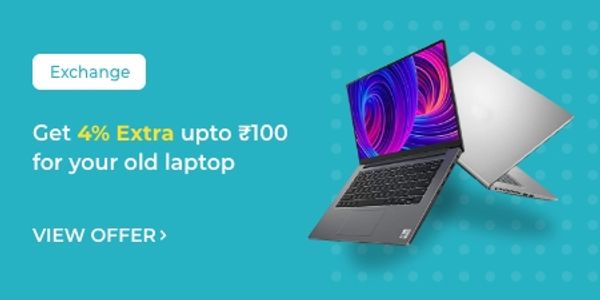 Exchange
Get 4% Extra upto ₹100
for your old laptop
VIEW OFFER ›